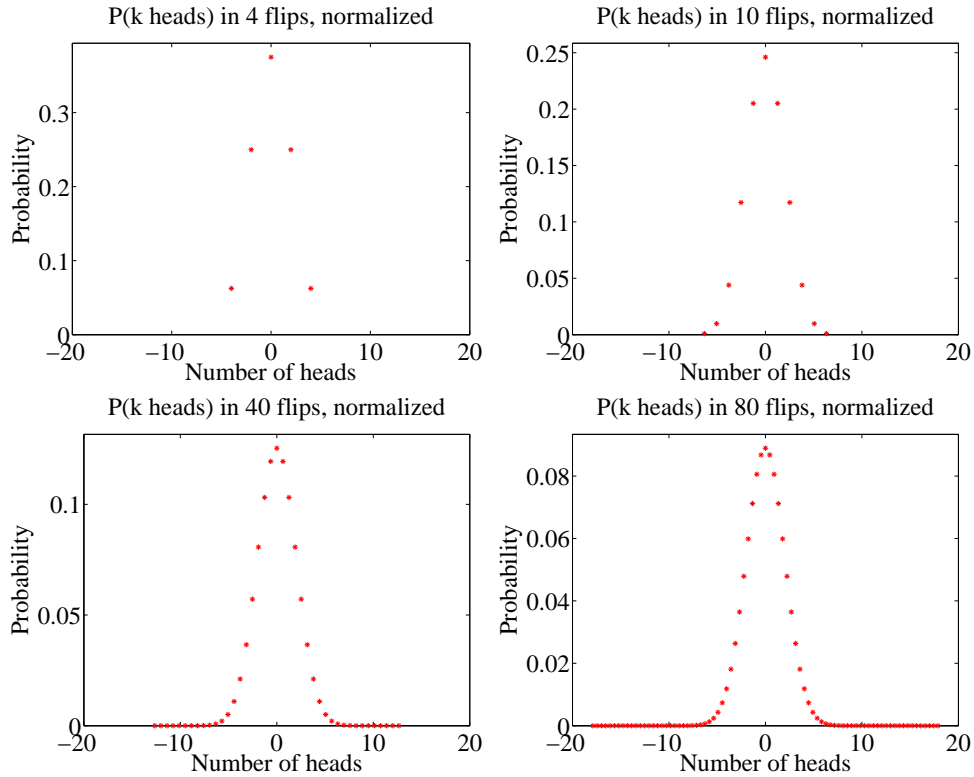 P(k heads) in 4 flips, normalized
Probability
0.3
0.2
0.1
0
−20 −10 0 10 20
Number of heads
P(k heads) in 10 flips, normalized
Probability
0.25
0.2
0.15
0.1
0.05
0
−20 −10 0 10 20
Number of heads
P(k heads) in 40 flips, normalized
Probability
0.1
0.05
0
−20 −10 0 10 20
Number of heads
P(k heads) in 80 flips, normalized
Probability
0.08
0.06
0.04
0.02
0
−20 −10 0 10 20
Number of heads